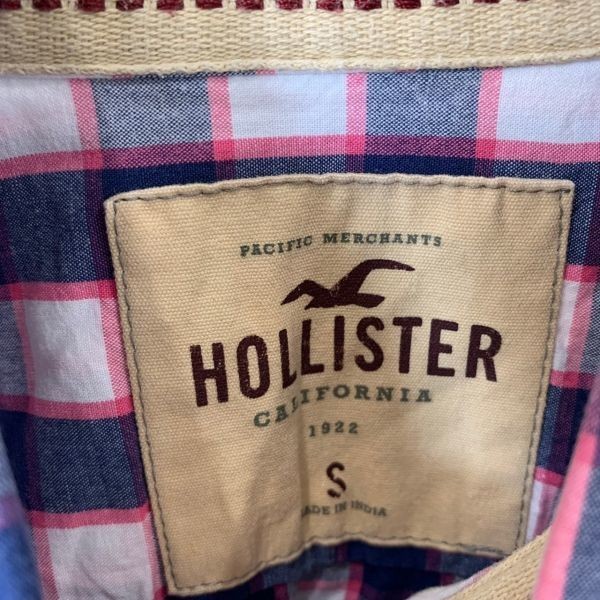 PACIFIC MERCHANTS
HOLLISTER
CALIFORNIA
1922
S
MADE IN INDIA